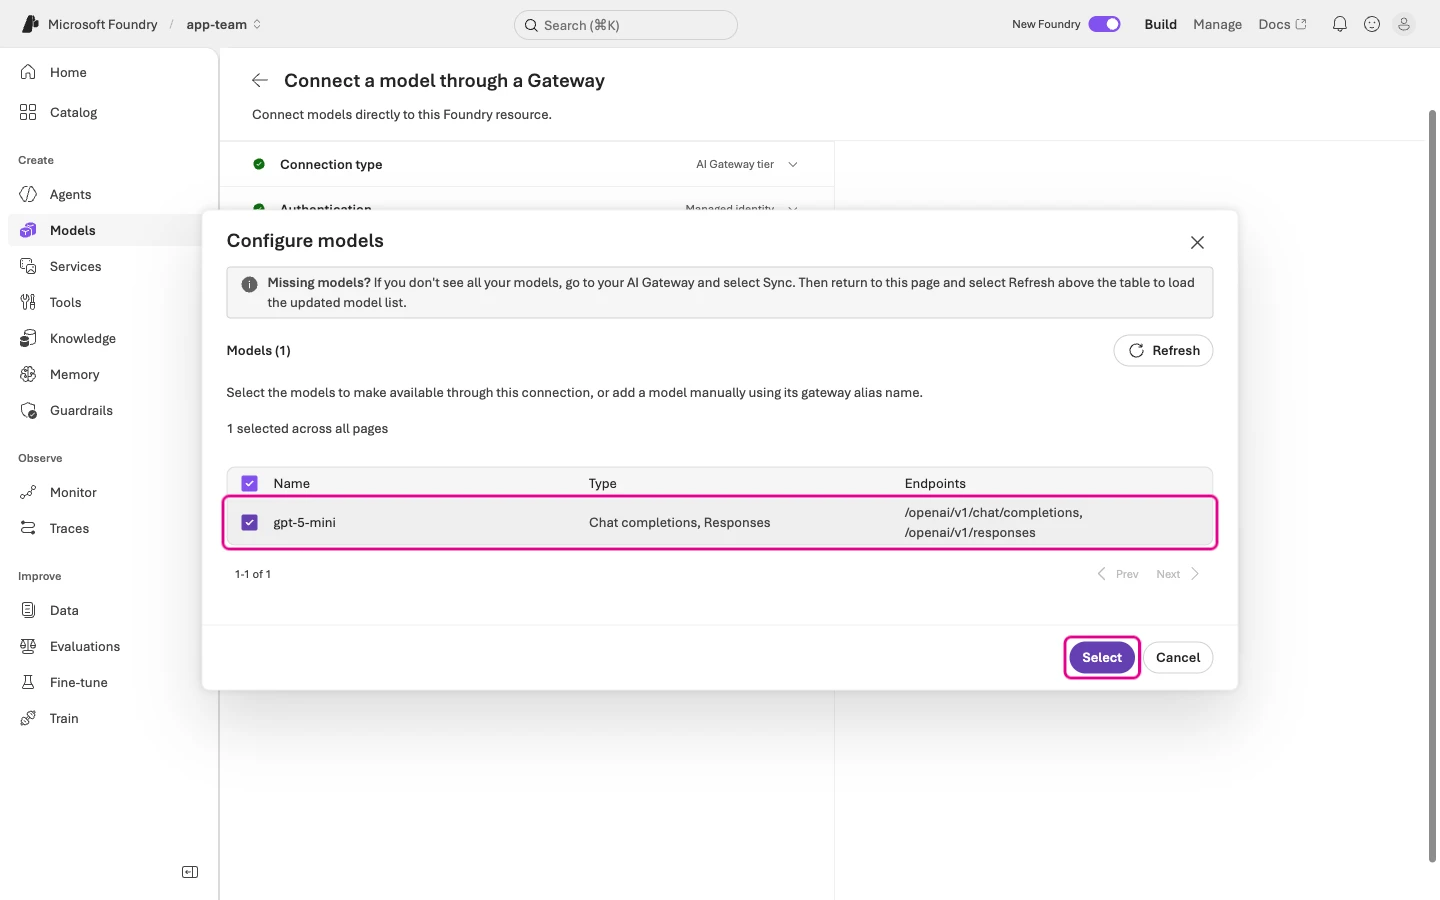 Microsoft Foundry / app-team
Search (⌘K)
New Foundry
Build
Manage
Docs
Home
Catalog
Create
Agents
Models
Services
Tools
Knowledge
Memory
Guardrails
Observe
Monitor
Traces
Improve
Data
Evaluations
Fine-tune
Train
Connect a model through a Gateway
Connect models directly to this Foundry resource.
Connection type
AI Gateway tier
Authentication
Managed identity
Configure models
Missing models? If you don't see all your models, go to your AI Gateway and select Sync. Then return to this page and select Refresh above the table to load
the updated model list.
Models (1)
Refresh
Select the models to make available through this connection, or add a model manually using its gateway alias name.
1 selected across all pages
Name Type Endpoints
gpt-5-mini Chat completions, Responses /openai/v1/chat/completions,
/openai/v1/responses
1-1 of 1
Prev Next
Select Cancel